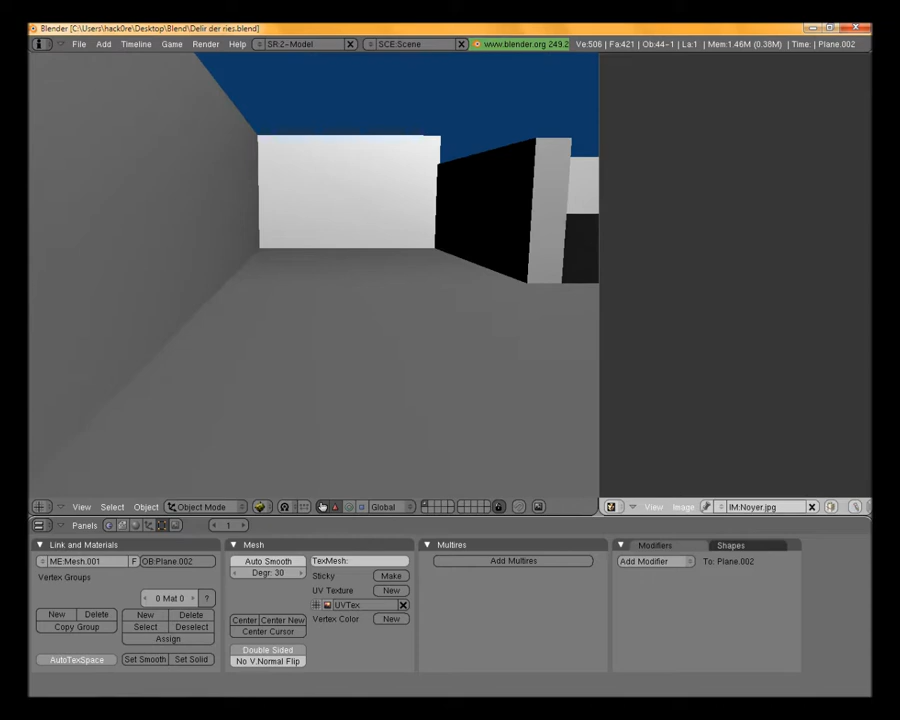 Blender [C:\Users\hack0re\Desktop\Blend\Delir der ries.blend]
File Add Timeline Game Render Help SR:2-Model SCE:Scene www.blender.org 249.2 Ve:506 | Fa:421 | Ob:44-1 | La:1 | Mem:1.46M (0.38M) | Time: | Plane.002
View Select Object Object Mode Global View Image IM:Noyer.jpg
Panels 1
Link and Materials Mesh Multires Modifiers Shapes
ME:Mesh.001 F OB:Plane.002 Auto Smooth TexMesh: Add Multires Add Modifier To: Plane.002
Vertex Groups Degr: 30 Sticky Make
UV Texture New
0 Mat 0 ? UVTex
New Delete New Delete Center Center New Vertex Color New
Copy Group Select Deselect Center Cursor
Assign
Double Sided
AutoTexSpace Set Smooth Set Solid No V.Normal Flip